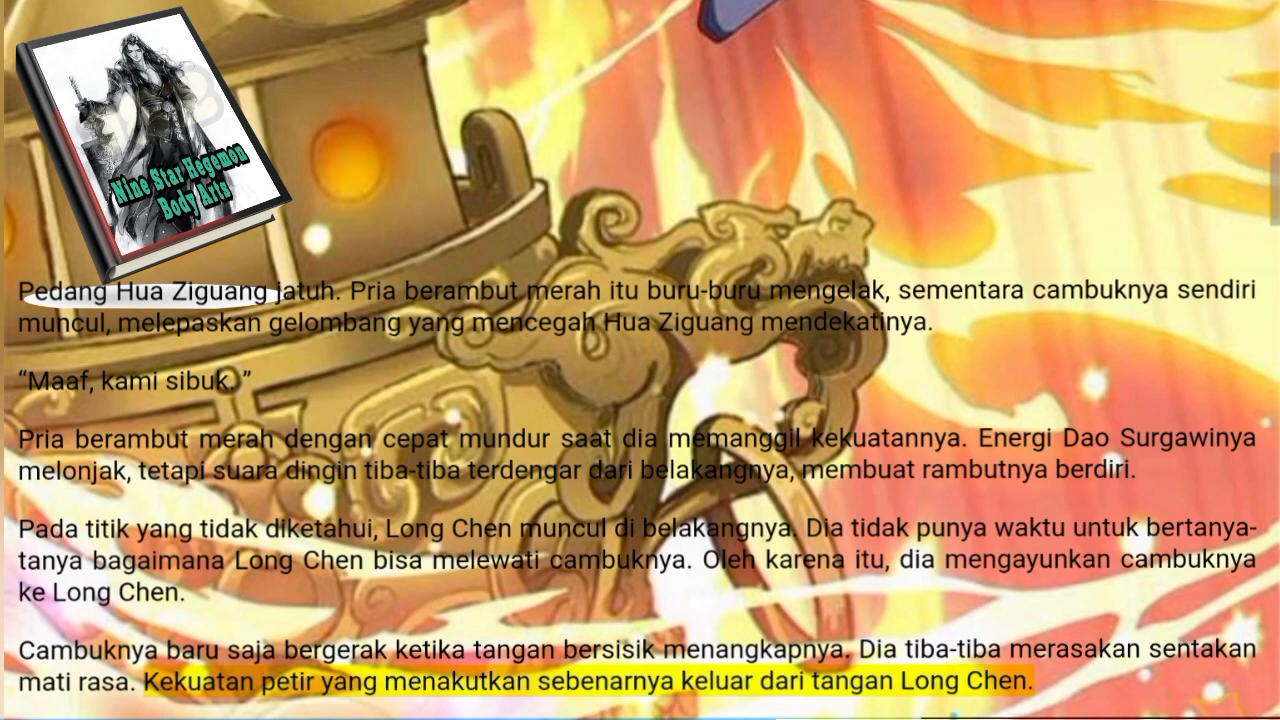 Nine Star Hegemon
Body Arts
Pedang Hua Ziguang jatuh. Pria berambut merah itu buru-buru mengelak, sementara cambuknya sendiri
muncul, melepaskan gelombang yang mencegah Hua Ziguang mendekatinya.
“Maaf, kami sibuk. ”
Pria berambut merah dengan cepat mundur saat dia memanggil kekuatannya. Energi Dao Surgawinya
melonjak, tetapi suara dingin tiba-tiba terdengar dari belakangnya, membuat rambutnya berdiri.
Pada titik yang tidak diketahui, Long Chen muncul di belakangnya. Dia tidak punya waktu untuk bertanya-
tanya bagaimana Long Chen bisa melewati cambuknya. Oleh karena itu, dia mengayunkan cambuknya
ke Long Chen.
Cambuknya baru saja bergerak ketika tangan bersisik menangkapnya. Dia tiba-tiba merasakan sentakan
mati rasa. Kekuatan petir yang menakutkan sebenarnya keluar dari tangan Long Chen.